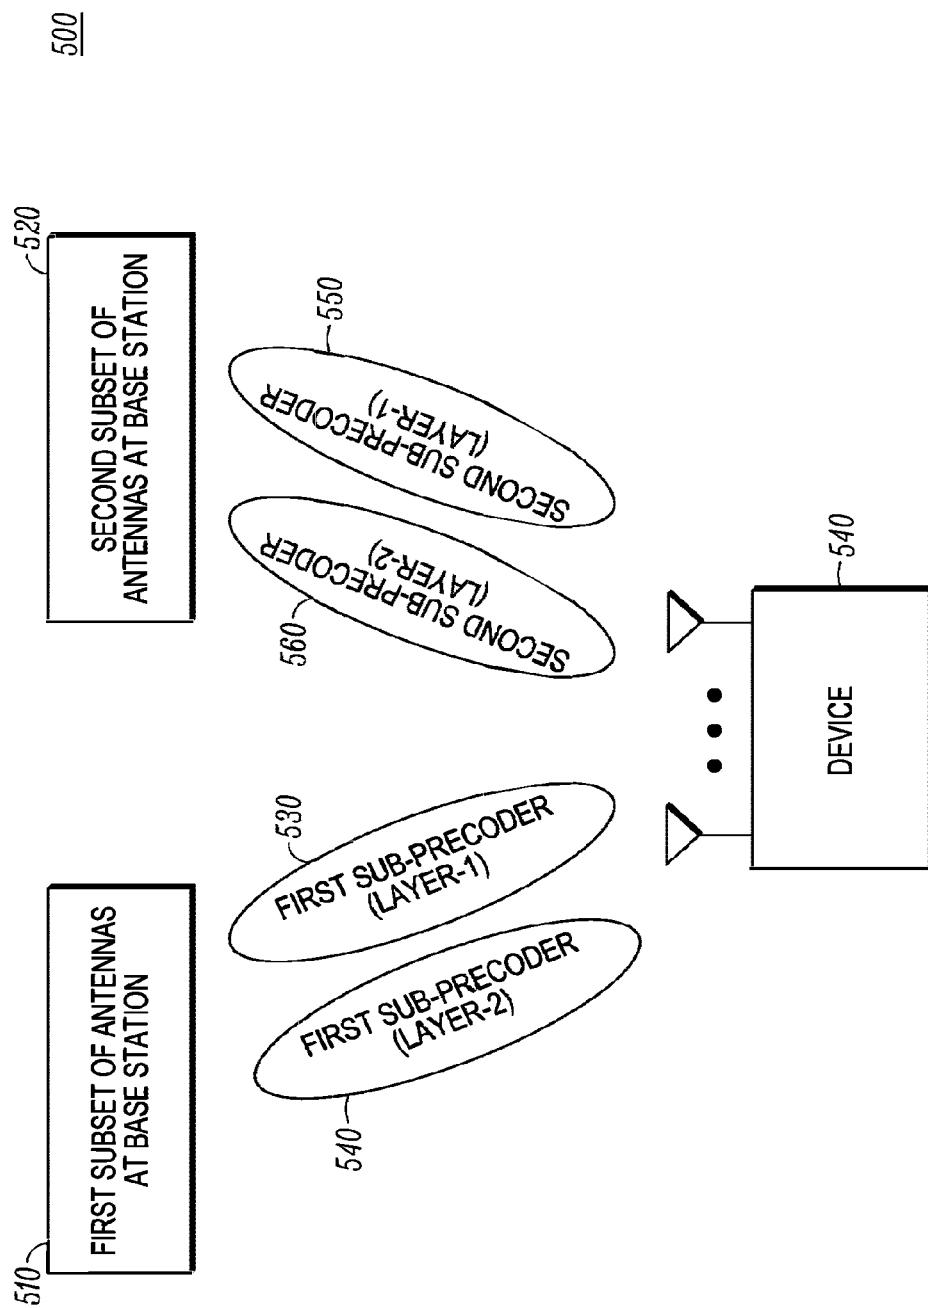 500
510
FIRST SUBSET OF ANTENNAS
AT BASE STATION
520
SECOND SUBSET OF
ANTENNAS AT BASE STATION
530
FIRST SUB-PRECODER
(LAYER-1)
540
FIRST SUB-PRECODER
(LAYER-2)
550
SECOND SUB-PRECODER
(LAYER-1)
560
SECOND SUB-PRECODER
(LAYER-2)
540
DEVICE